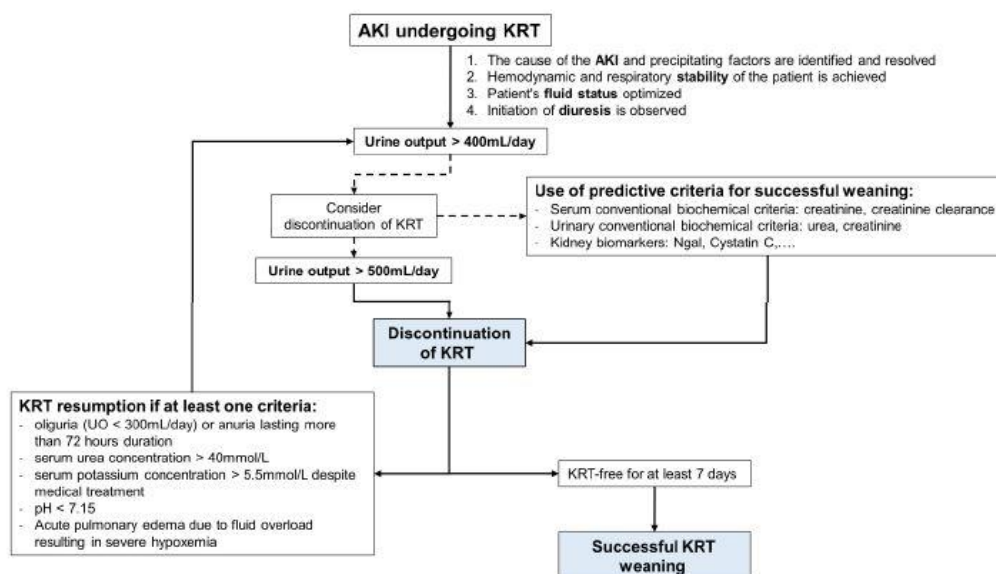 AKI undergoing KRT
1. The cause of the AKI and precipitating factors are identified and resolved
2. Hemodynamic and respiratory stability of the patient is achieved
3. Patient's fluid status optimized
4. Initiation of diuresis is observed
Urine output > 400mL/day
Consider
discontinuation of KRT
Use of predictive criteria for successful weaning:
- Serum conventional biochemical criteria: creatinine, creatinine clearance
- Urinary conventional biochemical criteria: urea, creatinine
- Kidney biomarkers: Ngal, Cystatin C,....
Urine output > 500mL/day
Discontinuation
of KRT
KRT resumption if at least one criteria:
- oliguria (UO < 300mL/day) or anuria lasting more
than 72 hours duration
- serum urea concentration > 40mmol/L
- serum potassium concentration > 5.5mmol/L despite
medical treatment
- pH < 7.15
- Acute pulmonary edema due to fluid overload
resulting in severe hypoxemia
KRT-free for at least 7 days
Successful KRT
weaning